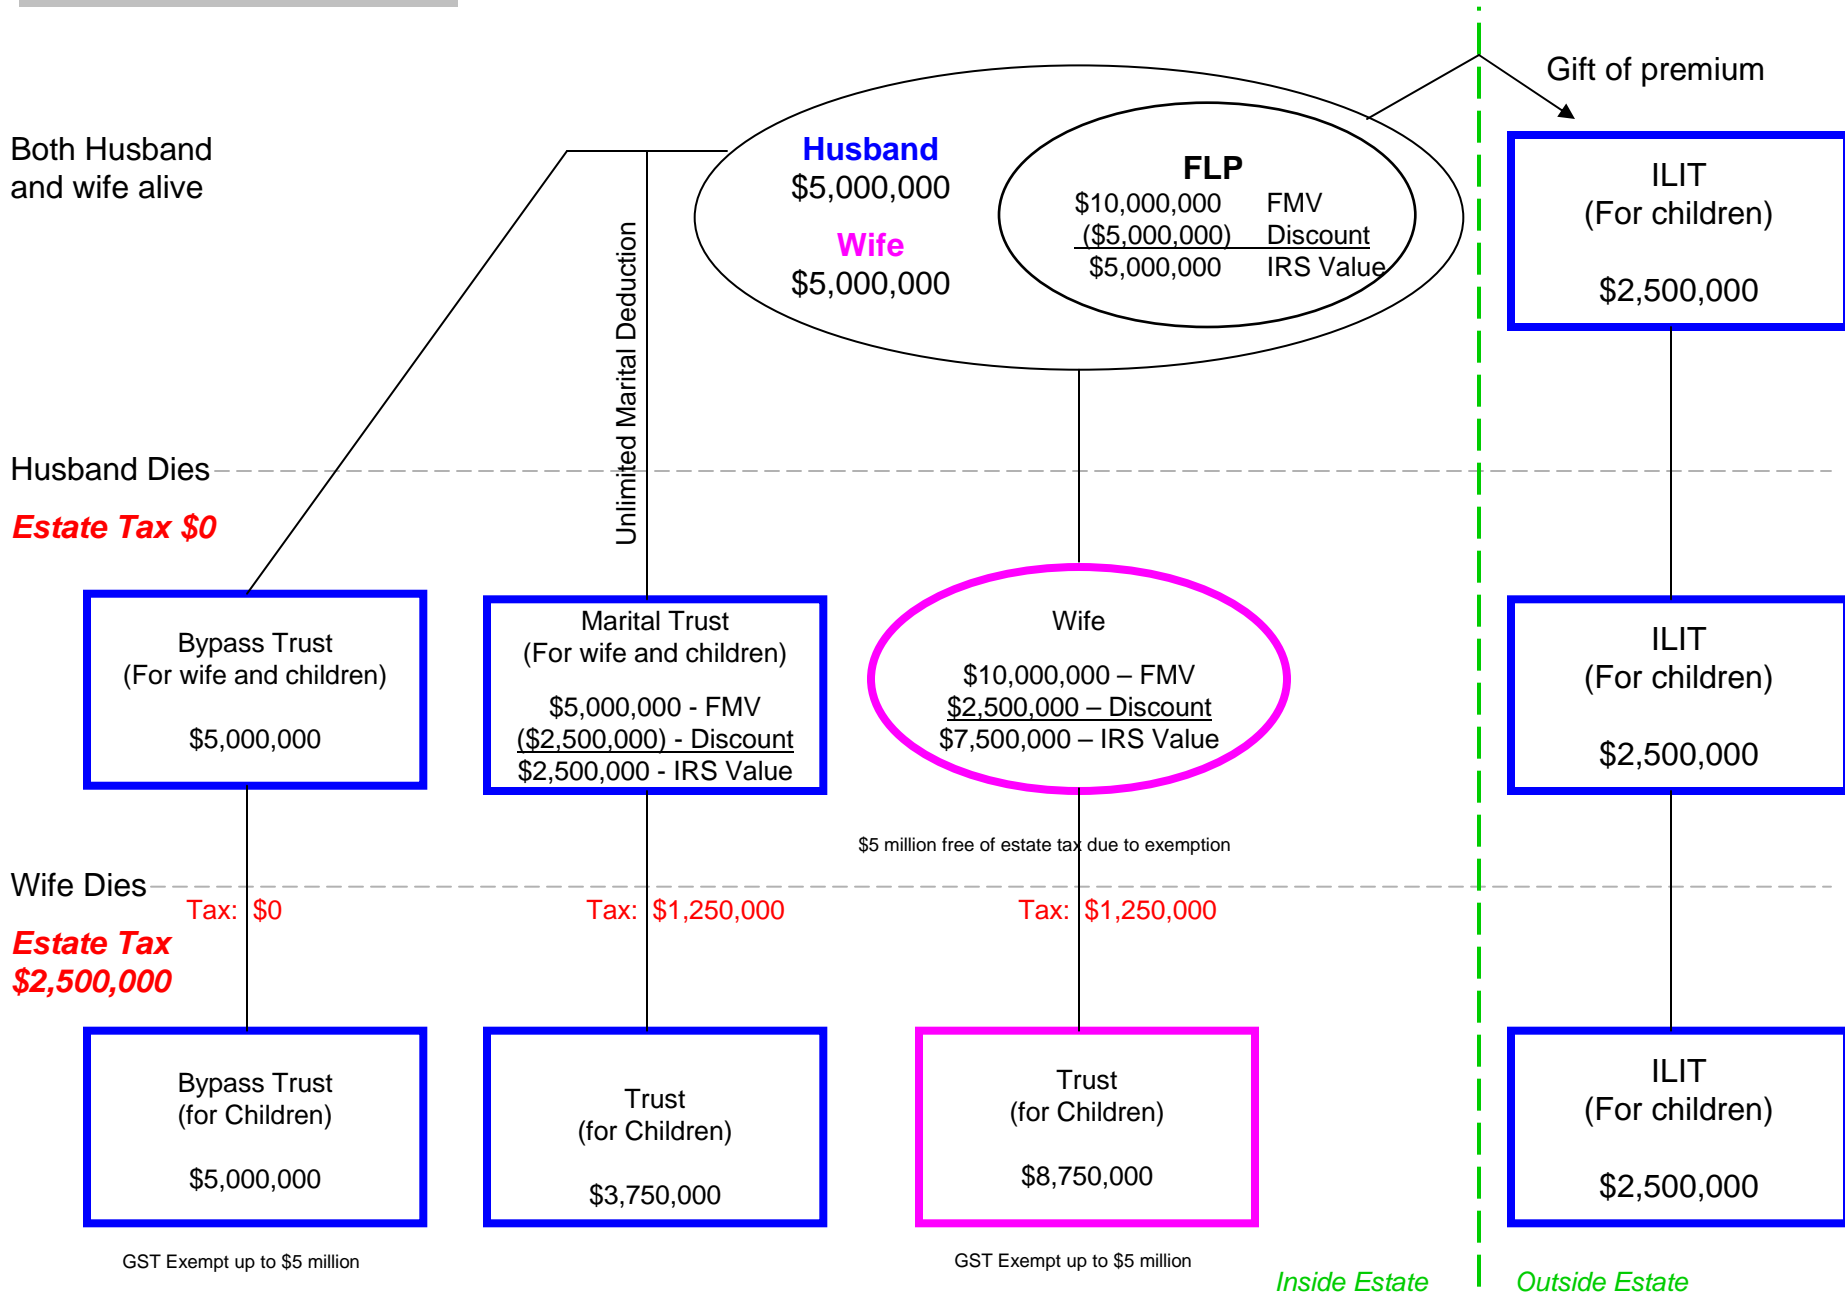 Gift of premium
Both Husband
and wife alive
Husband
$5,000,000
Wife
$5,000,000
FLP
$10,000,000 FMV
($5,000,000) Discount
$5,000,000 IRS Value
ILIT
(For children)
$2,500,000
Unlimited Marital Deduction
Husband Dies
Estate Tax $0
Bypass Trust
(For wife and children)
$5,000,000
Marital Trust
(For wife and children)
$5,000,000 - FMV
($2,500,000) - Discount
$2,500,000 - IRS Value
Wife
$10,000,000 – FMV
$2,500,000 – Discount
$7,500,000 – IRS Value
ILIT
(For children)
$2,500,000
$5 million free of estate tax due to exemption
Wife Dies
Tax: $0
Tax: $1,250,000
Tax: $1,250,000
Estate Tax
$2,500,000
Bypass Trust
(for Children)
$5,000,000
Trust
(for Children)
$3,750,000
Trust
(for Children)
$8,750,000
ILIT
(For children)
$2,500,000
GST Exempt up to $5 million
GST Exempt up to $5 million
Inside Estate
Outside Estate